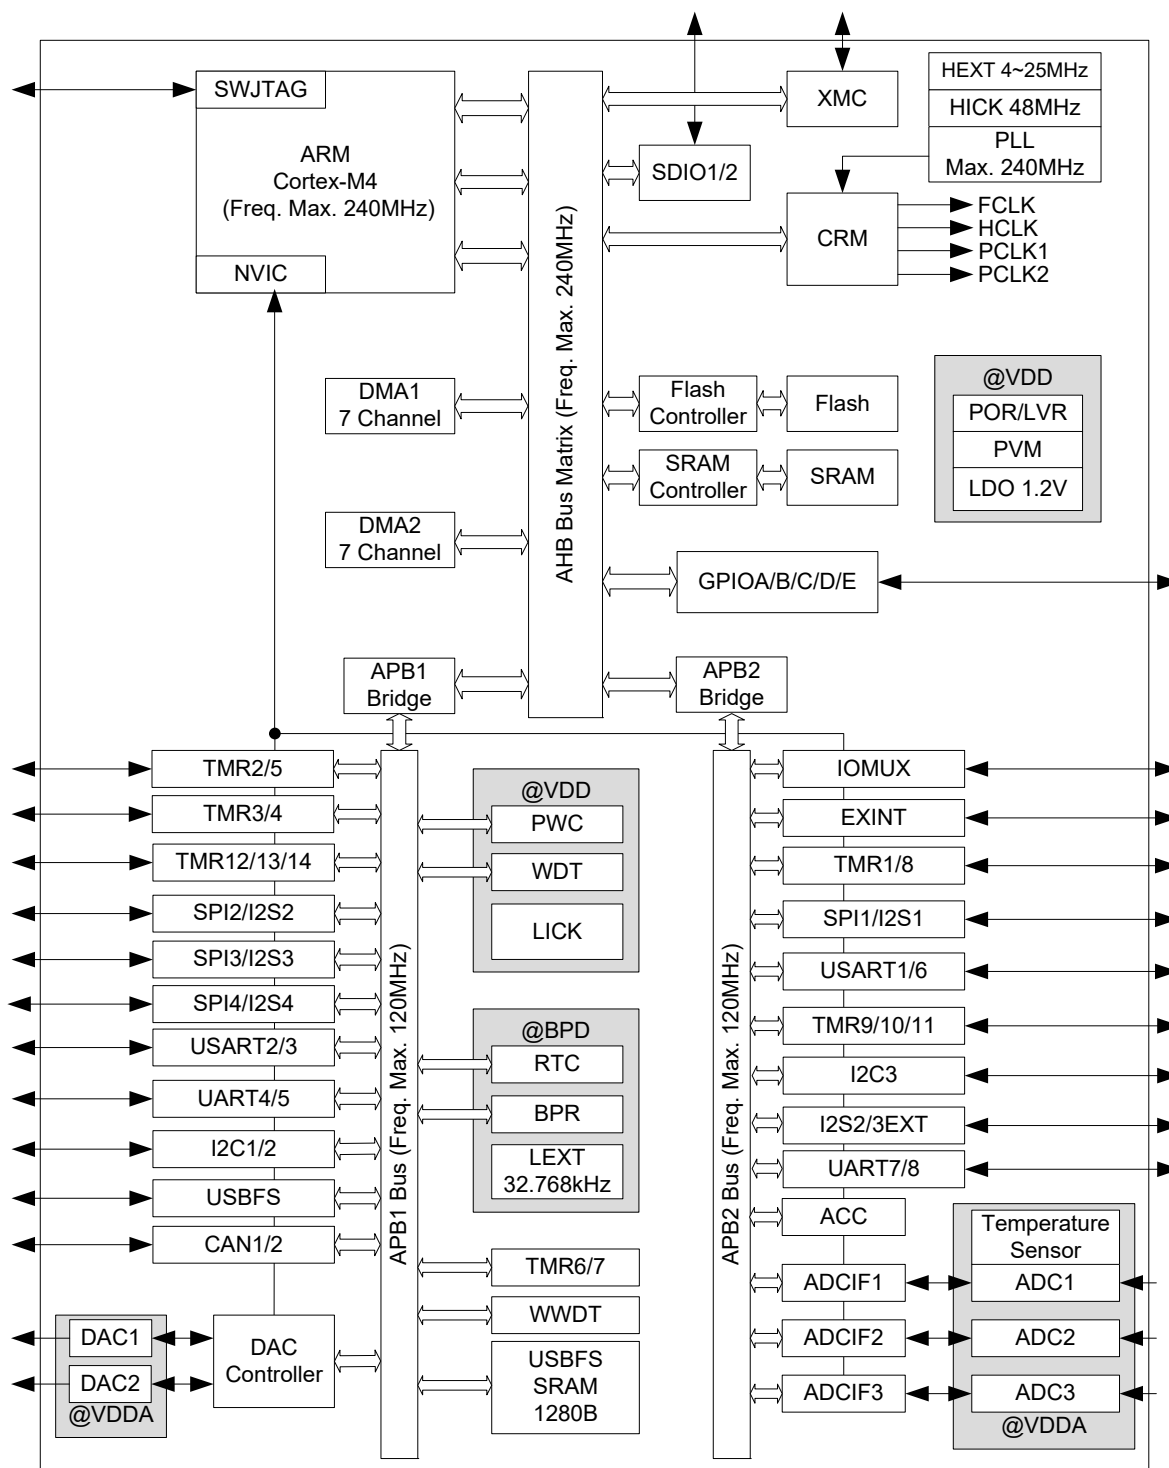 SWJTAG
ARM
Cortex-M4
(Freq. Max. 240MHz)
NVIC
AHB Bus Matrix (Freq. Max. 240MHz)
XMC
SDIO1/2
HEXT 4~25MHz
HICK 48MHz
PLL
Max. 240MHz
CRM
FCLK
HCLK
PCLK1
PCLK2
DMA1
7 Channel
DMA2
7 Channel
Flash
Controller
Flash
SRAM
Controller
SRAM
@VDD
POR/LVR
PVM
LDO 1.2V
GPIOA/B/C/D/E
APB1
Bridge
APB2
Bridge
TMR2/5
TMR3/4
TMR12/13/14
SPI2/I2S2
SPI3/I2S3
SPI4/I2S4
USART2/3
UART4/5
I2C1/2
USBFS
CAN1/2
DAC1
DAC2
@VDDA
DAC
Controller
APB1 Bus (Freq. Max. 120MHz)
@VDD
PWC
WDT
LICK
@BPD
RTC
BPR
LEXT
32.768kHz
TMR6/7
WWDT
USBFS
SRAM
1280B
APB2 Bus (Freq. Max. 120MHz)
IOMUX
EXINT
TMR1/8
SPI1/I2S1
USART1/6
TMR9/10/11
I2C3
I2S2/3EXT
UART7/8
ACC
ADCIF1
ADCIF2
ADCIF3
Temperature
Sensor
ADC1
ADC2
ADC3
@VDDA